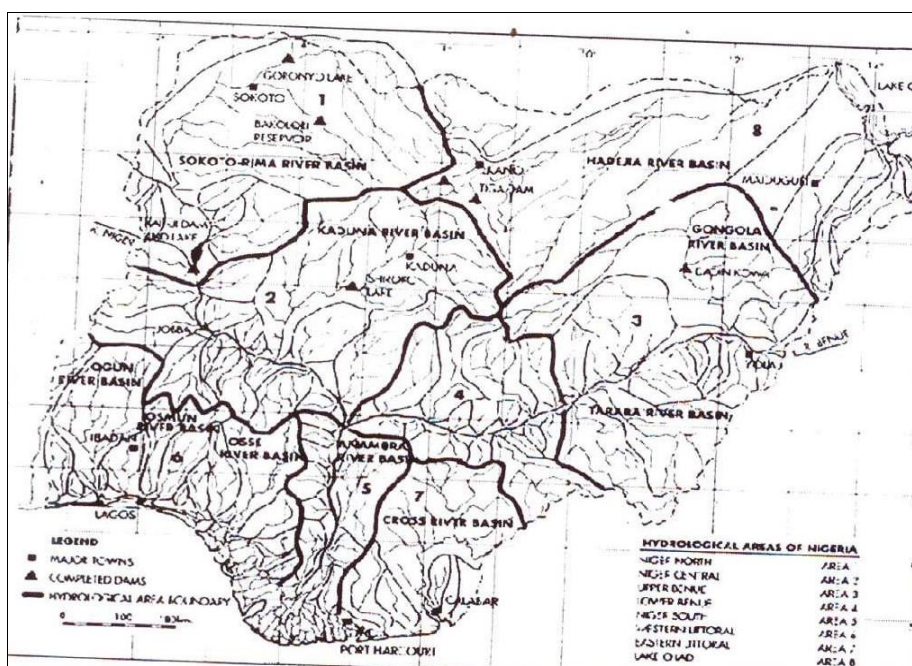 GORONYO LAKE
SOKOTO
1
BAKOLORI
RESERVOIR
SOKOTO-RIMA RIVER BASIN
8
HADEJIA RIVER BASIN
KANO
TIGA DAM
MAIDUGURI
LAKE
R. NIGER
KADUNA RIVER BASIN
KADUNA
SHIRORO
LAKE
2
JEBBA
GONGOLA
RIVER BASIN
DADIN KOWA
3
R. BENUE
TARABA RIVER BASIN
4
OGUN
RIVER BASIN
OSHUN
RIVER BASIN
IBADAN
6
OSSE
RIVER BASIN
ANAMBRA
RIVER BASIN
5
7
CROSS RIVER BASIN
LAGOS
CALABAR
PORT HARCOURT
LEGEND
MAJOR TOWNS
COMPLETED DAMS
HYDROLOGICAL AREA BOUNDARY
0 100
HYDROLOGICAL AREAS OF NIGERIA
NIGER NORTH AREA
NIGER CENTRAL AREA 2
UPPER BENUE AREA 3
LOWER BENUE AREA 4
NIGER SOUTH AREA 5
WESTERN LITTORAL AREA 6
EASTERN LITTORAL AREA 7
LAKE CHAD AREA 8